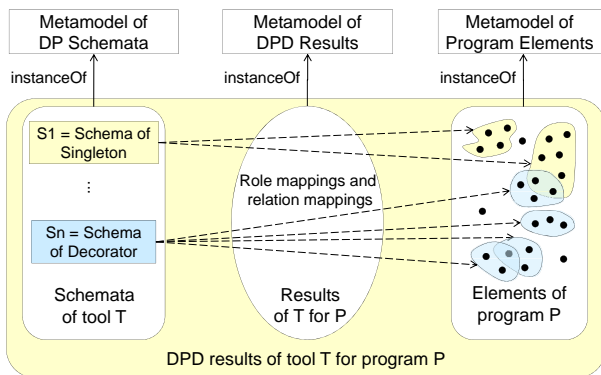 Metamodel of
DP Schemata
Metamodel of
DPD Results
Metamodel of
Program Elements
instanceOf
instanceOf
instanceOf
S1 = Schema of
Singleton
...
Sn = Schema
of Decorator
Role mappings and
relation mappings
Schemata
of tool T
Results
of T for P
Elements of
program P
DPD results of tool T for program P